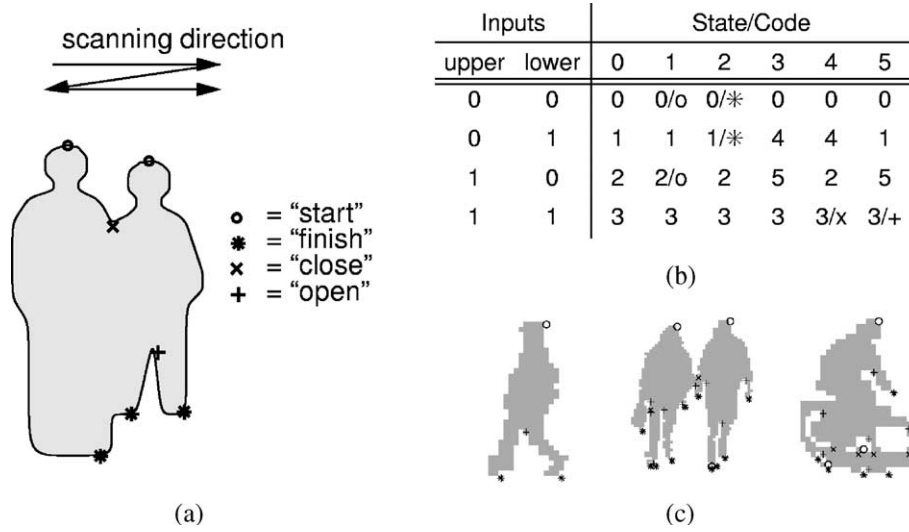 scanning direction
o = "start"
✳ = "finish"
× = "close"
+ = "open"
(a)
Inputs State/Code
upper lower 0 1 2 3 4 5
0 0 0 0/o 0/✳ 0 0 0
0 1 1 1 1/✳ 4 4 1
1 0 2 2/o 2 5 2 5
1 1 3 3 3 3 3/x 3/+
(b)
(c)